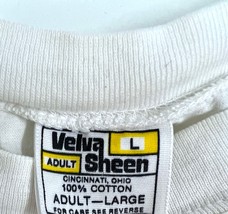 Velva L
ADULT Sheen
CINCINNATI, OHIO
100% COTTON
ADULT—LARGE
FOR CARE SEE REVERSE